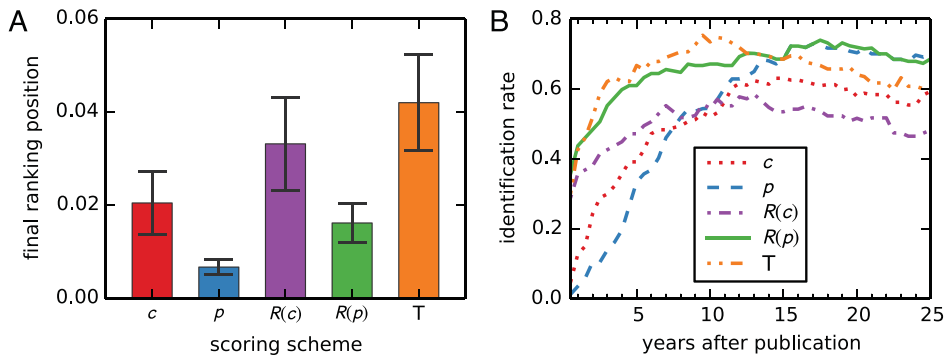 A
final ranking position
0.06
0.04
0.02
0.00
c
p
R(c)
R(p)
T
scoring scheme
B
identification rate
0.8
0.6
0.4
0.2
0.0
c
p
R(c)
R(p)
T
5
10
15
20
25
years after publication